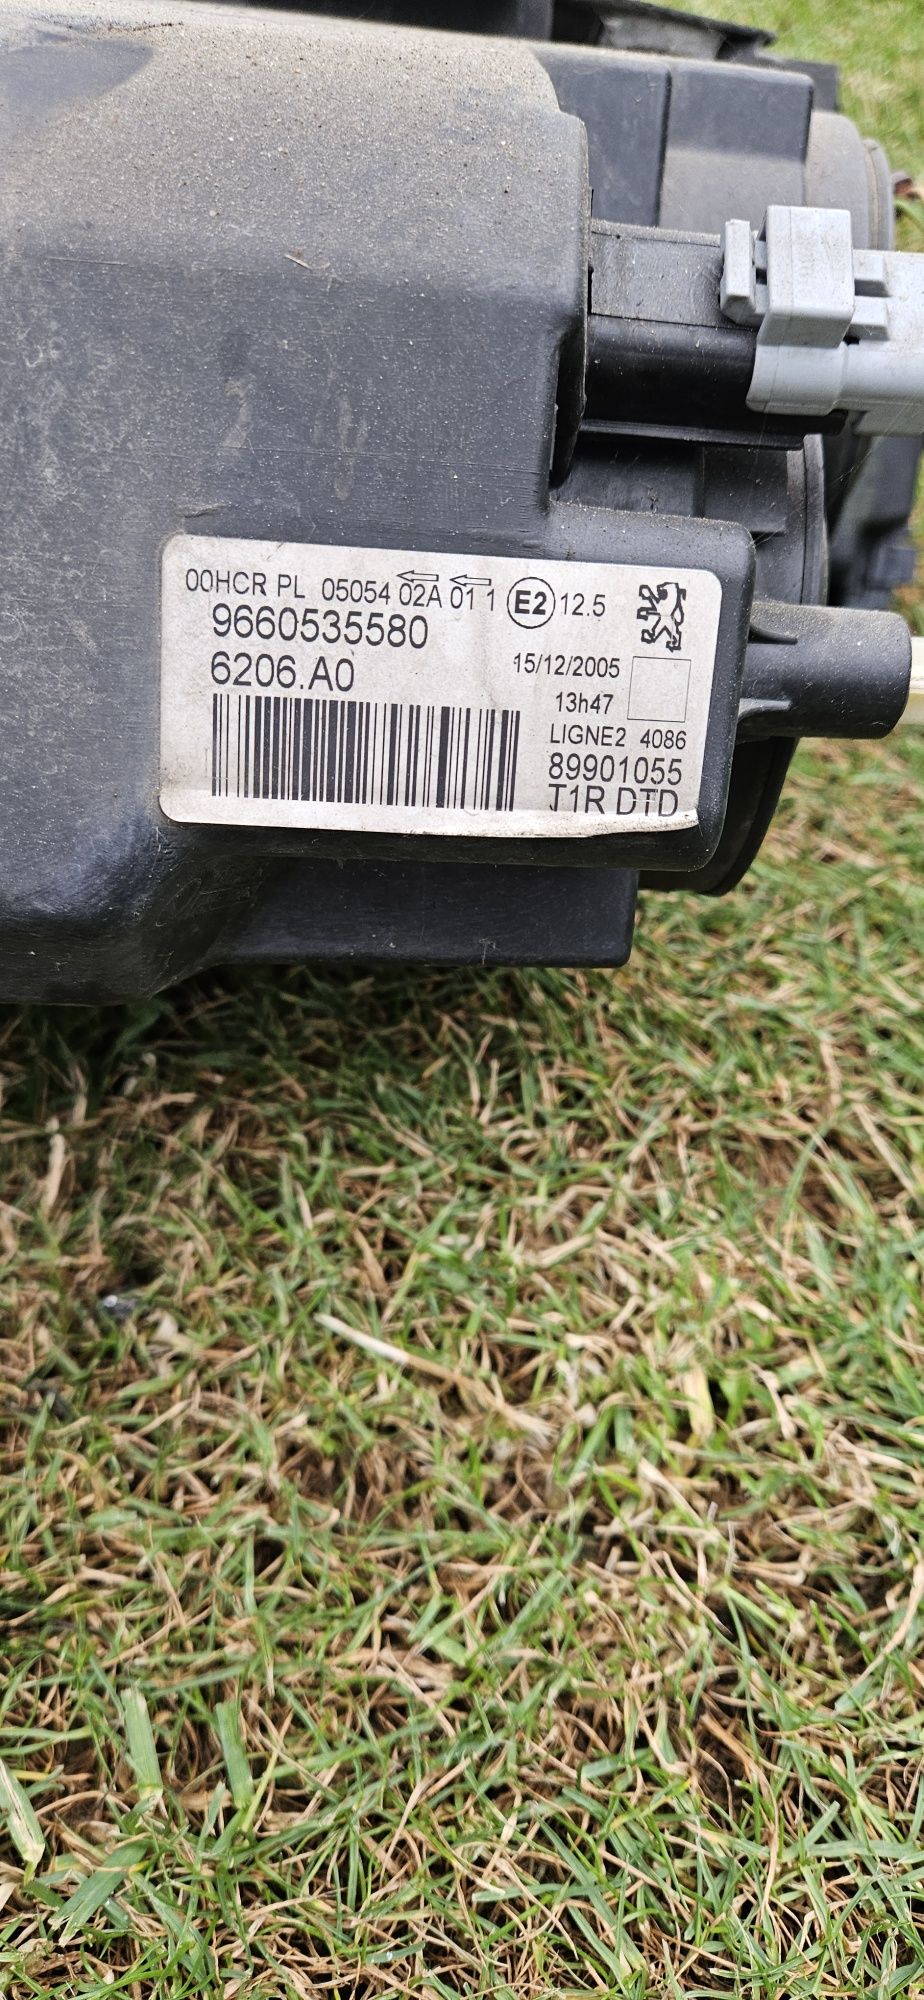 00HCR PL 05054 02A 01 1 E2 12.5
9660535580
6206.A0
15/12/2005
13h47
LIGNE2 4086
89901055
J1R DTD